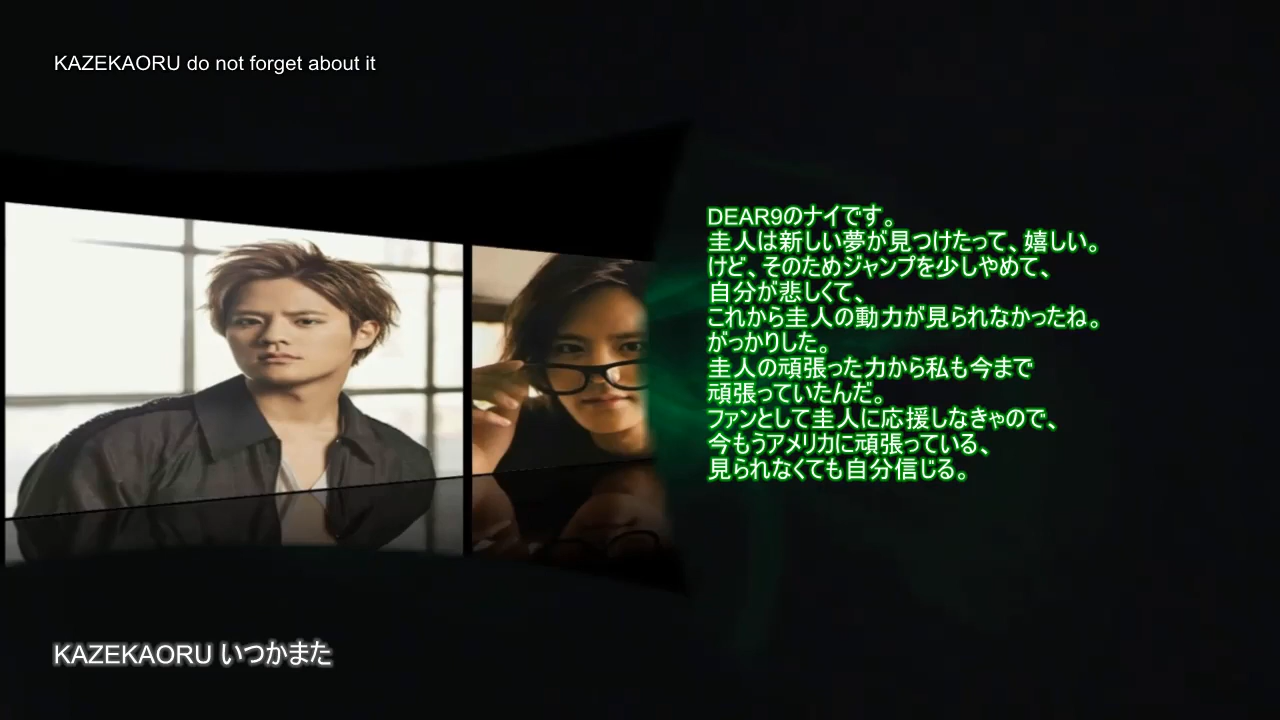 KAZEKAORU do not forget about it
DEAR9のナイです。
圭人は新しい夢が見つけたって、嬉しい。
けど、そのためジャンプを少しやめて、
自分が悲しくて、
これから圭人の動力が見られなかったね。
がっかりした。
圭人の頑張った力から私も今まで
頑張っていたんだ。
ファンとして圭人に応援しなきゃので、
今もうアメリカに頑張っている、
見られなくても自分信じる。
KAZEKAORU いつかまた